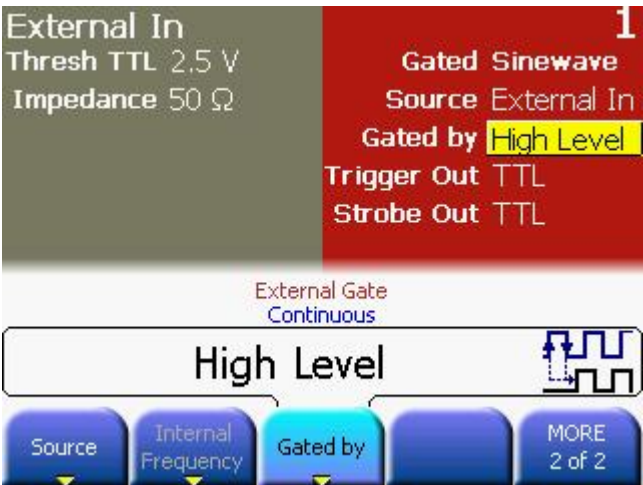 External In
Thresh TTL 2.5 V
Impedance 50 Ω
1
Gated Sinewave
Source External In
Gated by High Level
Trigger Out TTL
Strobe Out TTL
External Gate
Continuous
High Level
Source
Internal
Frequency
Gated by
MORE
2 of 2